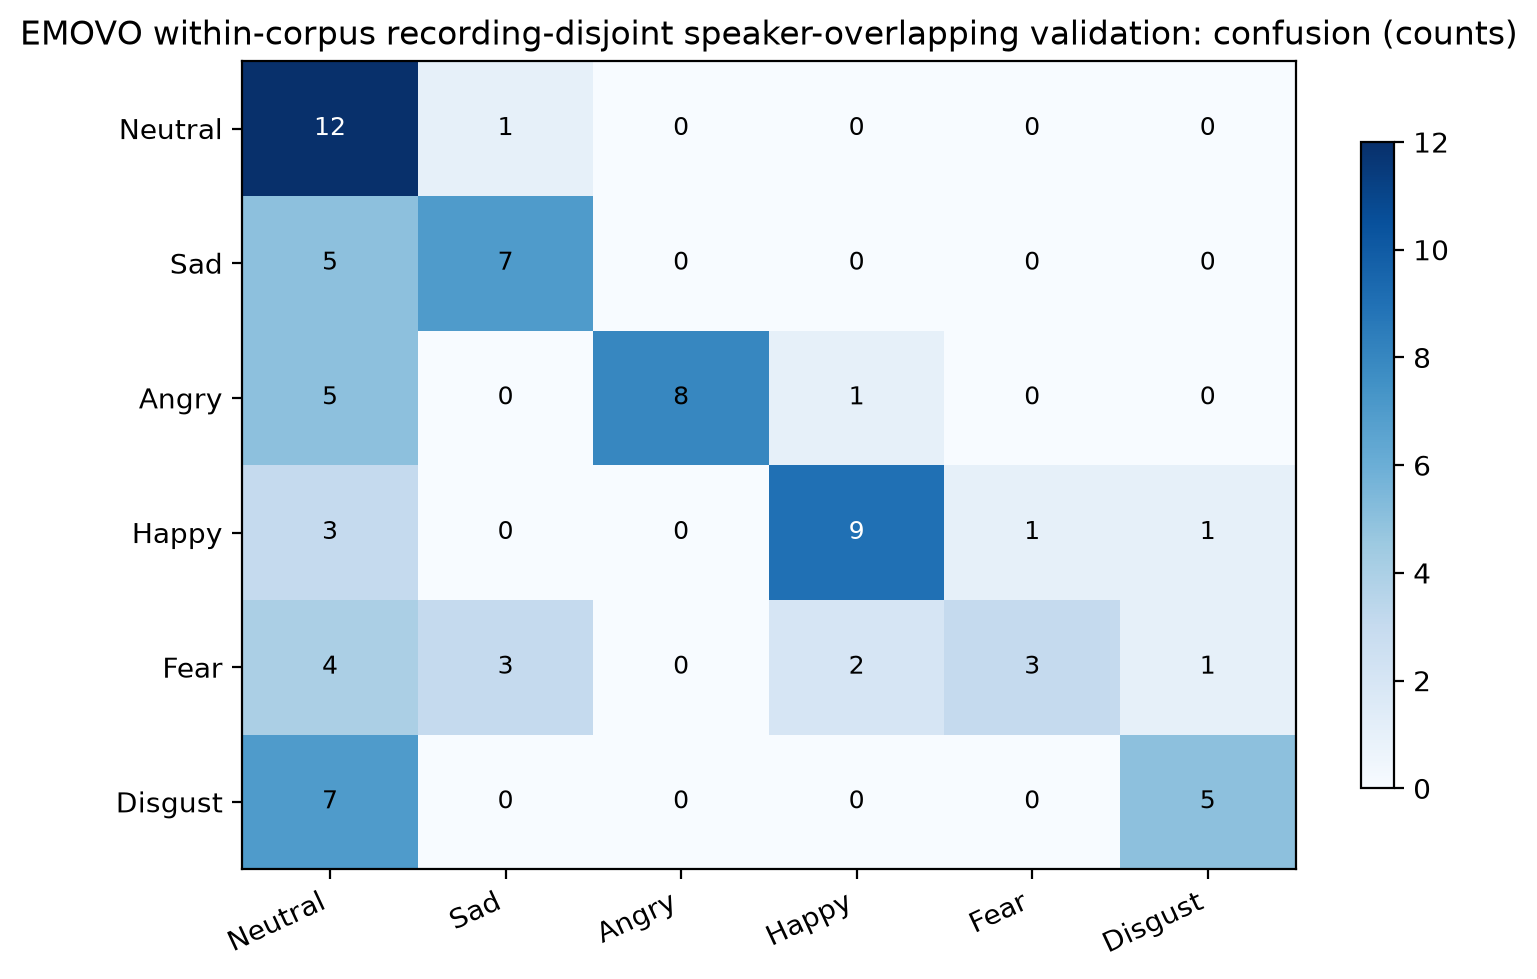 EMOVO within-corpus recording-disjoint speaker-overlapping validation: confusion (counts)
Neutral 12 1 0 0 0 0
Sad 5 7 0 0 0 0
Angry 5 0 8 1 0 0
Happy 3 0 0 9 1 1
Fear 4 3 0 2 3 1
Disgust 7 0 0 0 0 5
Neutral Sad Angry Happy Fear Disgust
12
10
8
6
4
2
0